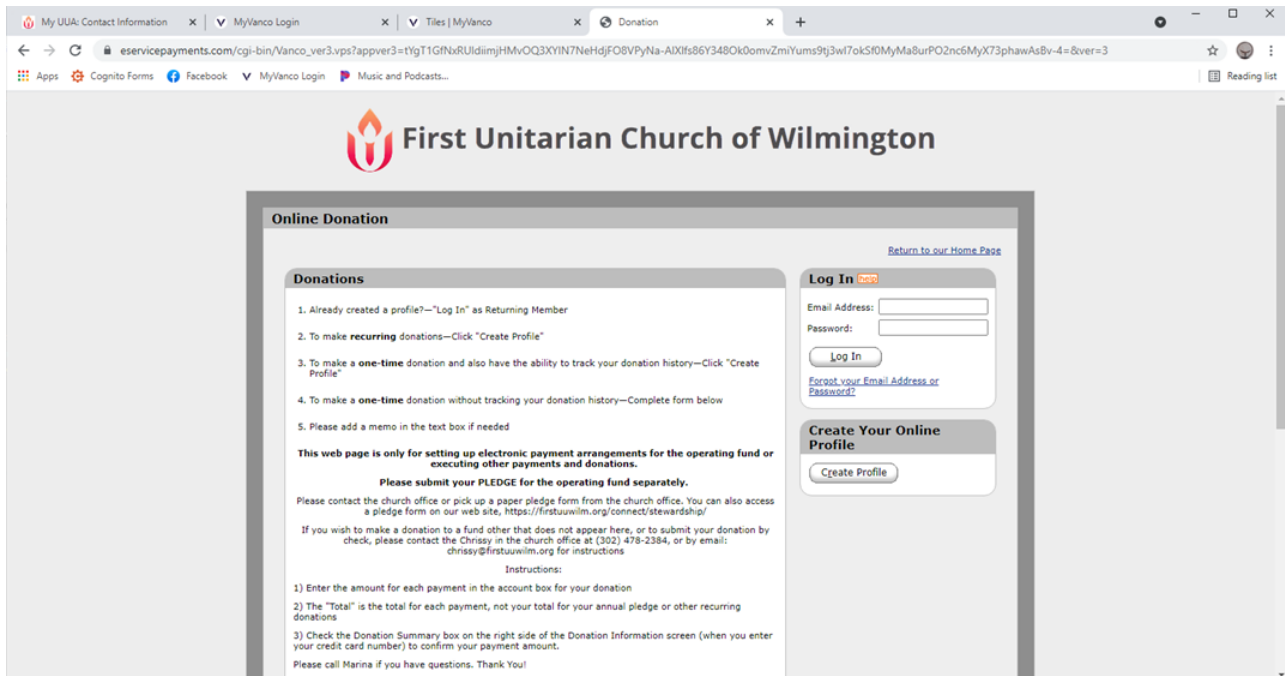 My UUA: Contact Information
MyVanco Login
Tiles | MyVanco
Donation
eservicepayments.com/cgi-bin/Vanco_ver3.vps?appver3=
&ver=3
Apps
Cognito Forms
Facebook
MyVanco Login
Music and Podcasts...
Reading list
First Unitarian Church of Wilmington
Online Donation
Return to our Home Page
Donations
1. Already created a profile?—"Log In" as Returning Member
2. To make recurring donations—Click "Create Profile"
3. To make a one-time donation and also have the ability to track your donation history—Click "Create
Profile"
4. To make a one-time donation without tracking your donation history—Complete form below
5. Please add a memo in the text box if needed
This web page is only for setting up electronic payment arrangements for the operating fund or
executing other payments and donations.
Please submit your PLEDGE for the operating fund separately.
Please contact the church office or pick up a paper pledge form from the church office. You can also access
a pledge form on our web site, https://firstuuwilm.org/connect/stewardship/
If you wish to make a donation to a fund other that does not appear here, or to submit your donation by
check, please contact the Chrissy in the church office at (302) 478-2384, or by email:
chrissy@firstuuwilm.org for instructions
Instructions:
1) Enter the amount for each payment in the account box for your donation
2) The "Total" is the total for each payment, not your total for your annual pledge or other recurring
donations
3) Check the Donation Summary box on the right side of the Donation Information screen (when you enter
your credit card number) to confirm your payment amount.
Please call Marina if you have questions. Thank You!
Log In help
Email Address:
Password:
Log In
Forgot your Email Address or
Password?
Create Your Online
Profile
Create Profile